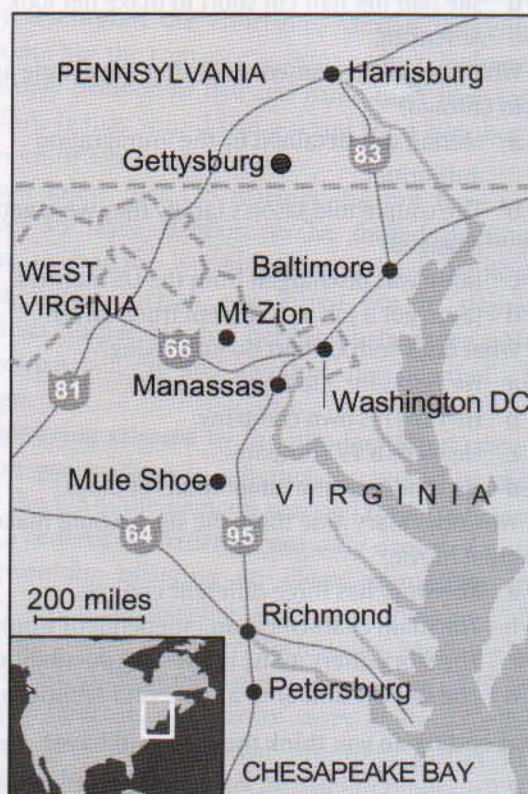 PENNSYLVANIA
Harrisburg
Gettysburg
83
Baltimore
WEST
VIRGINIA
Mt Zion
66
81
Manassas
Washington DC
Mule Shoe
VIRGINIA
64
95
200 miles
Richmond
Petersburg
CHESAPEAKE BAY